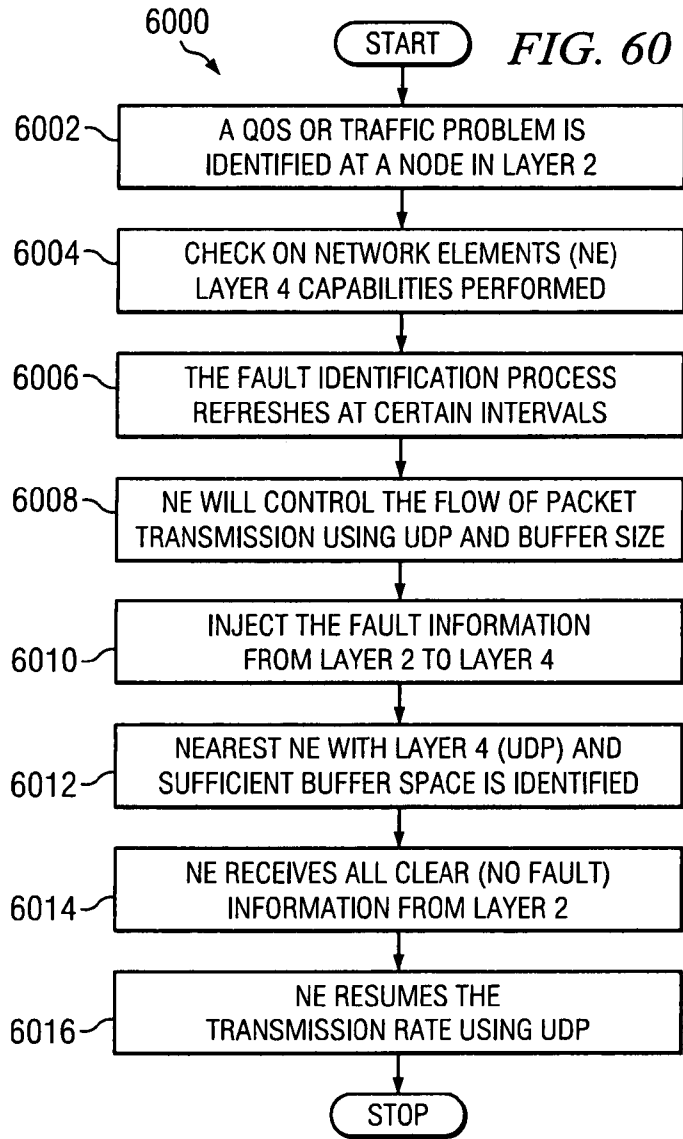 6000
START
FIG. 60
6002
A QOS OR TRAFFIC PROBLEM IS
IDENTIFIED AT A NODE IN LAYER 2
6004
CHECK ON NETWORK ELEMENTS (NE)
LAYER 4 CAPABILITIES PERFORMED
6006
THE FAULT IDENTIFICATION PROCESS
REFRESHES AT CERTAIN INTERVALS
6008
NE WILL CONTROL THE FLOW OF PACKET
TRANSMISSION USING UDP AND BUFFER SIZE
6010
INJECT THE FAULT INFORMATION
FROM LAYER 2 TO LAYER 4
6012
NEAREST NE WITH LAYER 4 (UDP) AND
SUFFICIENT BUFFER SPACE IS IDENTIFIED
6014
NE RECEIVES ALL CLEAR (NO FAULT)
INFORMATION FROM LAYER 2
6016
NE RESUMES THE
TRANSMISSION RATE USING UDP
STOP